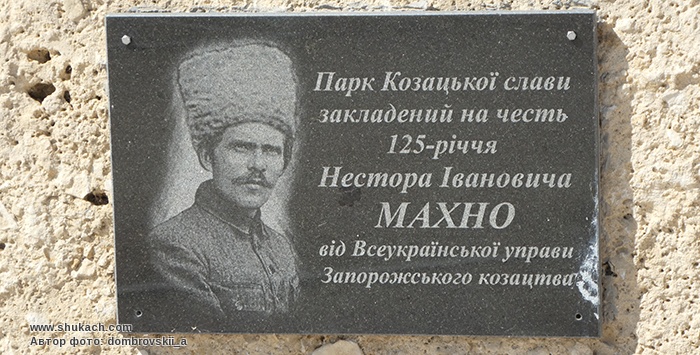 Парк Козацької слави
закладений на честь
125-річчя
Нестора Івановича
МАХНО
від Всеукраїнської управи
Запорожського козацтва
www.shukach.com
Автор фото: dombrovskii_a